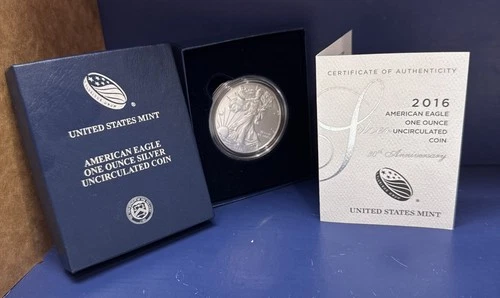 UNITED STATES MINT
AMERICAN EAGLE
ONE OUNCE SILVER
UNCIRCULATED COIN
CERTIFICATE OF AUTHENTICITY
2016
AMERICAN EAGLE
ONE OUNCE
UNCIRCULATED
COIN
30th Anniversary
UNITED STATES MINT